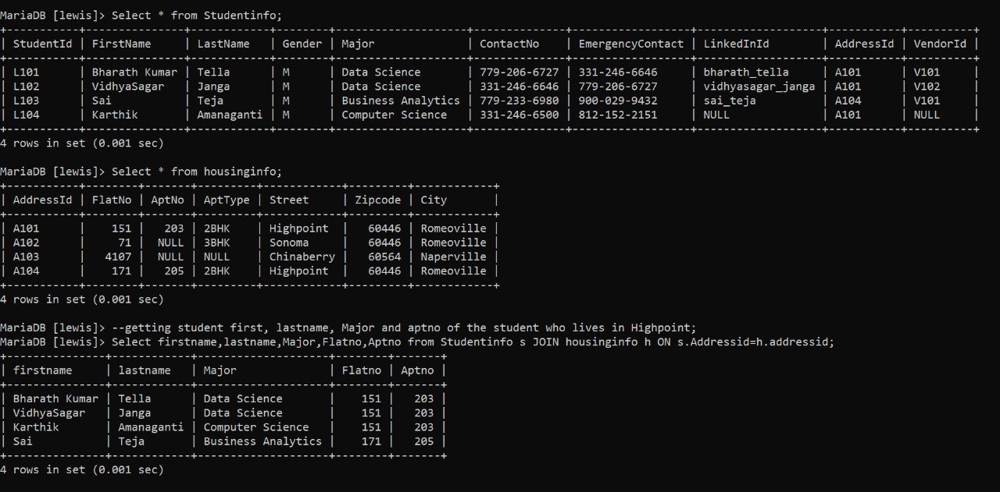 MariaDB [lewis]> Select * from Studentinfo;
+-----------+---------------+------------+--------+--------------------+--------------+------------------+-------------------+-----------+----------+
| StudentId | FirstName     | LastName   | Gender | Major              | ContactNo    | EmergencyContact | LinkedInId        | AddressId | VendorId |
+-----------+---------------+------------+--------+--------------------+--------------+------------------+-------------------+-----------+----------+
| L101      | Bharath Kumar | Tella      | M      | Data Science       | 779-206-6727 | 331-246-6646     | bharath_tella     | A101      | V101     |
| L102      | VidhyaSagar   | Janga      | M      | Data Science       | 331-246-6646 | 779-206-6727     | vidhyasagar_janga | A101      | V102     |
| L103      | Sai           | Teja       | M      | Business Analytics | 779-233-6980 | 900-029-9432     | sai_teja          | A104      | V101     |
| L104      | Karthik       | Amanaganti | M      | Computer Science   | 331-246-6500 | 812-152-2151     | NULL              | A101      | NULL     |
+-----------+---------------+------------+--------+--------------------+--------------+------------------+-------------------+-----------+----------+
4 rows in set (0.001 sec)

MariaDB [lewis]> Select * from housinginfo;
+-----------+--------+-------+---------+------------+---------+------------+
| AddressId | FlatNo | AptNo | AptType | Street     | Zipcode | City       |
+-----------+--------+-------+---------+------------+---------+------------+
| A101      |    151 |   203 | 2BHK    | Highpoint  |   60446 | Romeoville |
| A102      |     71 |  NULL | 3BHK    | Sonoma     |   60446 | Romeoville |
| A103      |   4107 |  NULL | NULL    | Chinaberry |   60564 | Naperville |
| A104      |    171 |   205 | 2BHK    | Highpoint  |   60446 | Romeoville |
+-----------+--------+-------+---------+------------+---------+------------+
4 rows in set (0.001 sec)

MariaDB [lewis]> --getting student first, lastname, Major and aptno of the student who lives in Highpoint;
MariaDB [lewis]> Select firstname,lastname,Major,Flatno,Aptno from Studentinfo s JOIN housinginfo h ON s.Addressid=h.addressid;
+---------------+------------+--------------------+--------+-------+
| firstname     | lastname   | Major              | Flatno | Aptno |
+---------------+------------+--------------------+--------+-------+
| Bharath Kumar | Tella      | Data Science       |    151 |   203 |
| VidhyaSagar   | Janga      | Data Science       |    151 |   203 |
| Karthik       | Amanaganti | Computer Science   |    151 |   203 |
| Sai           | Teja       | Business Analytics |    171 |   205 |
+---------------+------------+--------------------+--------+-------+
4 rows in set (0.001 sec)